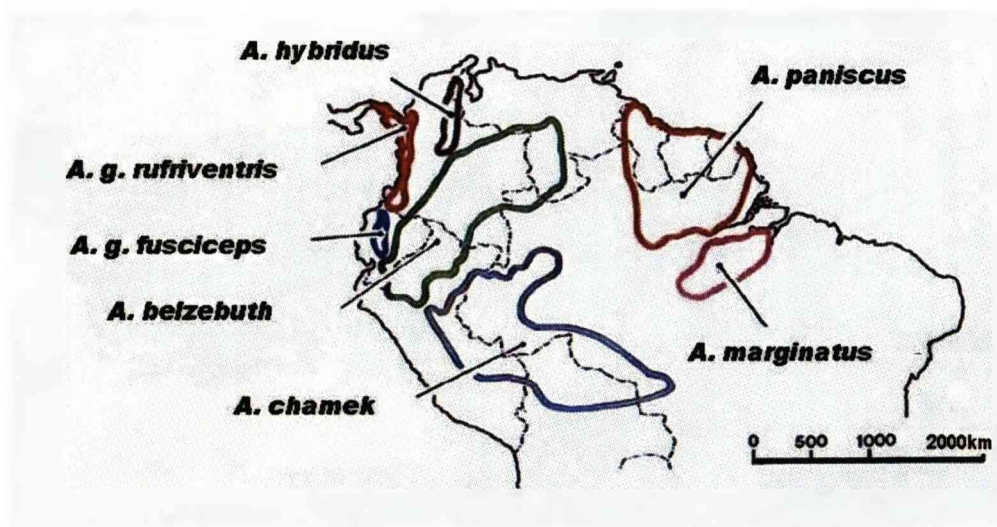 A. hybridus
A. paniscus
A. g. rufriventris
A. g. fusciceps
A. belzebuth
A. marginatus
A. chamek
0 500 1000 2000km